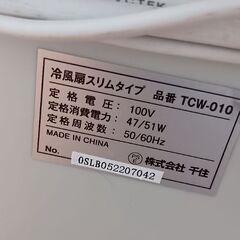 冷風扇スリムタイプ 品番 TCW-010
定格電圧：100V
定格消費電力：47/51W
定格周波数：50/60Hz
MADE IN CHINA 株式会社 千住
0SLB052207042